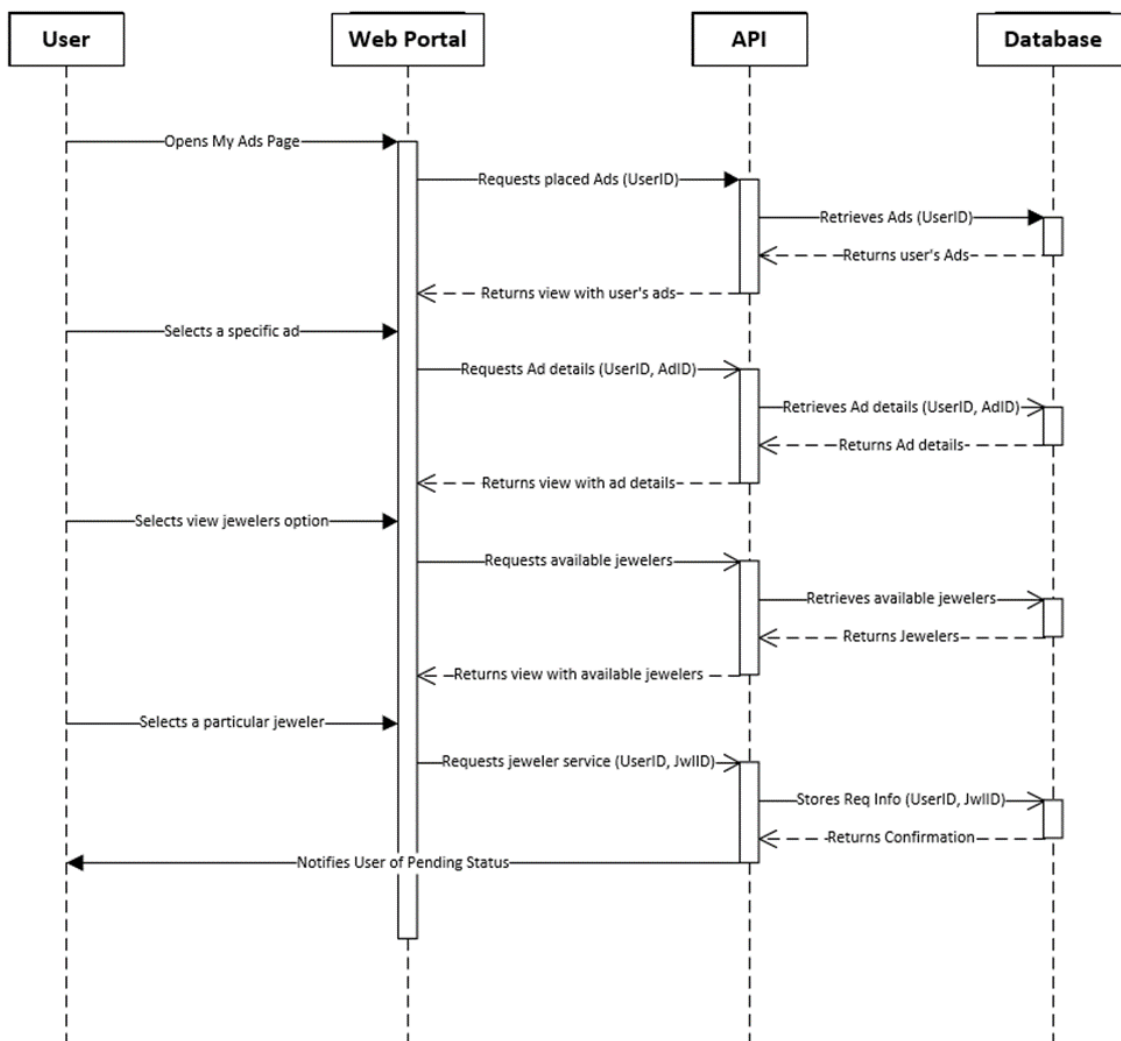 User
Web Portal
API
Database
Opens My Ads Page
Requests placed Ads (UserID)
Retrieves Ads (UserID)
Returns user's Ads
Returns view with user's ads
Selects a specific ad
Requests Ad details (UserID, AdID)
Retrieves Ad details (UserID, AdID)
Returns Ad details
Returns view with ad details
Selects view jewelers option
Requests available jewelers
Retrieves available jewelers
Returns Jewelers
Returns view with available jewelers
Selects a particular jeweler
Requests jeweler service (UserID, JwlID)
Stores Req Info (UserID, JwlID)
Returns Confirmation
Notifies User of Pending Status